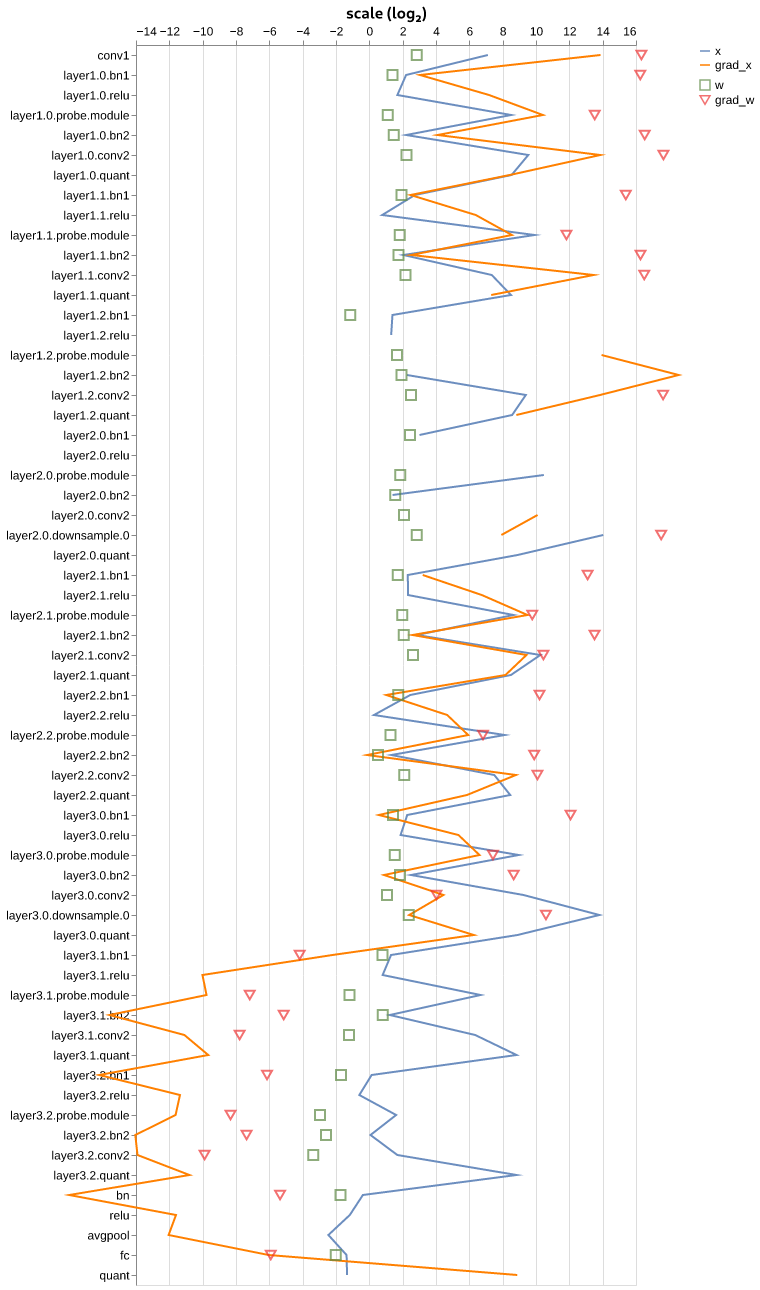 scale (log₂)
−14 −12 −10 −8 −6 −4 −2 0 2 4 6 8 10 12 14 16
x
grad_x
w
grad_w
conv1
layer1.0.bn1
layer1.0.relu
layer1.0.probe.module
layer1.0.bn2
layer1.0.conv2
layer1.0.quant
layer1.1.bn1
layer1.1.relu
layer1.1.probe.module
layer1.1.bn2
layer1.1.conv2
layer1.1.quant
layer1.2.bn1
layer1.2.relu
layer1.2.probe.module
layer1.2.bn2
layer1.2.conv2
layer1.2.quant
layer2.0.bn1
layer2.0.relu
layer2.0.probe.module
layer2.0.bn2
layer2.0.conv2
layer2.0.downsample.0
layer2.0.quant
layer2.1.bn1
layer2.1.relu
layer2.1.probe.module
layer2.1.bn2
layer2.1.conv2
layer2.1.quant
layer2.2.bn1
layer2.2.relu
layer2.2.probe.module
layer2.2.bn2
layer2.2.conv2
layer2.2.quant
layer3.0.bn1
layer3.0.relu
layer3.0.probe.module
layer3.0.bn2
layer3.0.conv2
layer3.0.downsample.0
layer3.0.quant
layer3.1.bn1
layer3.1.relu
layer3.1.probe.module
layer3.1.bn2
layer3.1.conv2
layer3.1.quant
layer3.2.bn1
layer3.2.relu
layer3.2.probe.module
layer3.2.bn2
layer3.2.conv2
layer3.2.quant
bn
relu
avgpool
fc
quant